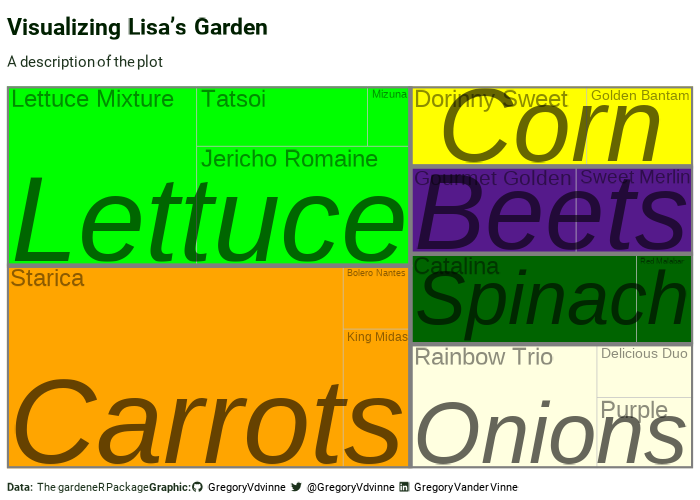 Visualizing Lisa’s Garden
A description of the plot
Lettuce Mixture
Tatsoi
Mizuna
Jericho Romaine
Lettuce
Dorinny Sweet
Golden Bantam
Corn
Gourmet Golden
Sweet Merlin
Beets
Catalina
Red Malabar
Spinach
Starica
Bolero Nantes
King Midas
Carrots
Rainbow Trio
Delicious Duo
Purple
Onions
Data: The gardeneR Package Graphic: GregoryVdvinne @GregoryVdvinne GregoryVanderVinne